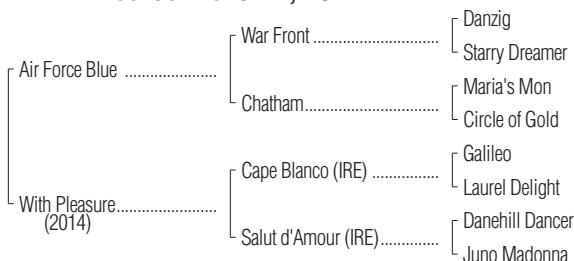 War Front
Danzig
Starry Dreamer
Air Force Blue
Chatham
Maria's Mon
Circle of Gold
Cape Blanco (IRE)
Galileo
Laurel Delight
With Pleasure
(2014)
Salut d'Amour (IRE)
Danehill Dancer
Juno Madonna